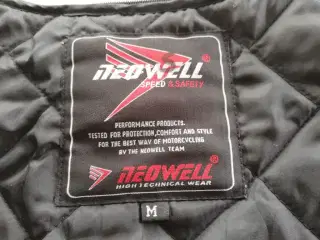 NEOWELL®
SPEED & SAFETY
PERFORMANCE PRODUCTS.
TESTED FOR PROTECTION,COMFORT AND STYLE
FOR THE BEST WAY OF MOTORCYCLING
BY THE NEOWELL TEAM
NEOWELL®
HIGH TECHNICAL WEAR
M